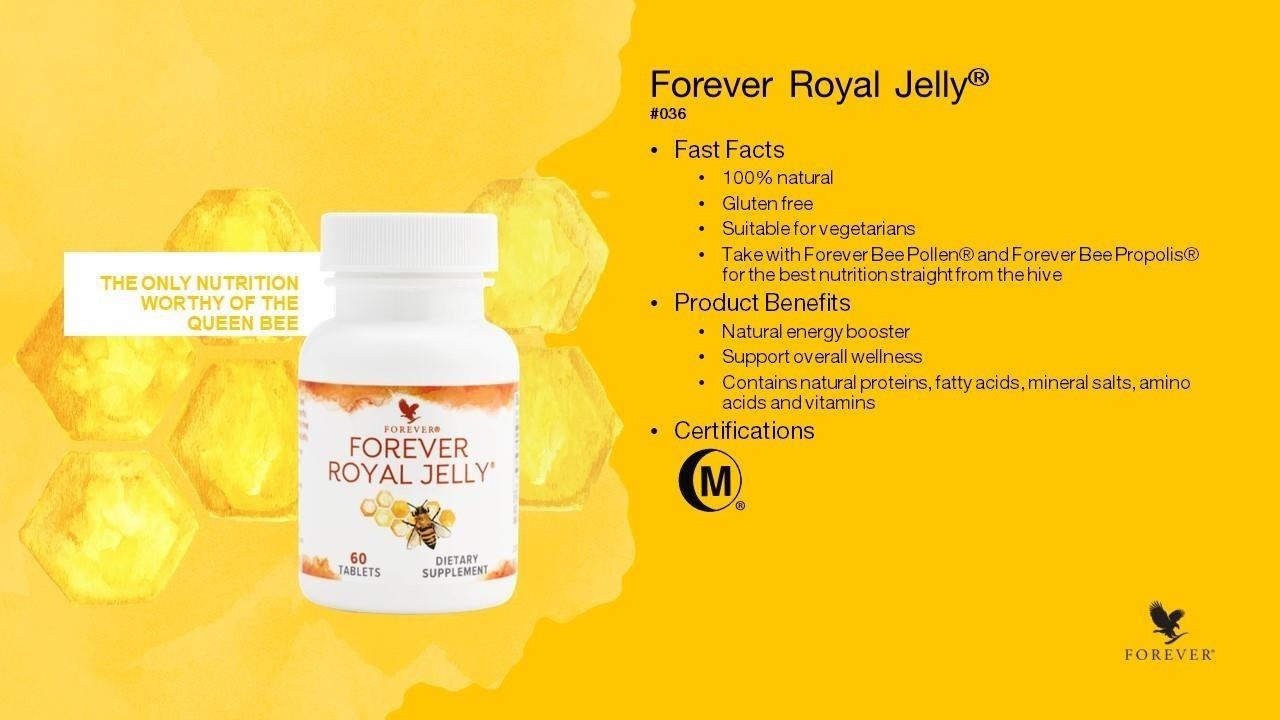 Forever Royal Jelly®
#036
• Fast Facts
• 100% natural
• Gluten free
• Suitable for vegetarians
• Take with Forever Bee Pollen® and Forever Bee Propolis®
for the best nutrition straight from the hive
• Product Benefits
• Natural energy booster
• Support overall wellness
• Contains natural proteins, fatty acids, mineral salts, amino
acids and vitamins
• Certifications
M®
THE ONLY NUTRITION
WORTHY OF THE
QUEEN BEE
FOREVER®
FOREVER
ROYAL JELLY®
60
TABLETS
DIETARY
SUPPLEMENT
FOREVER®